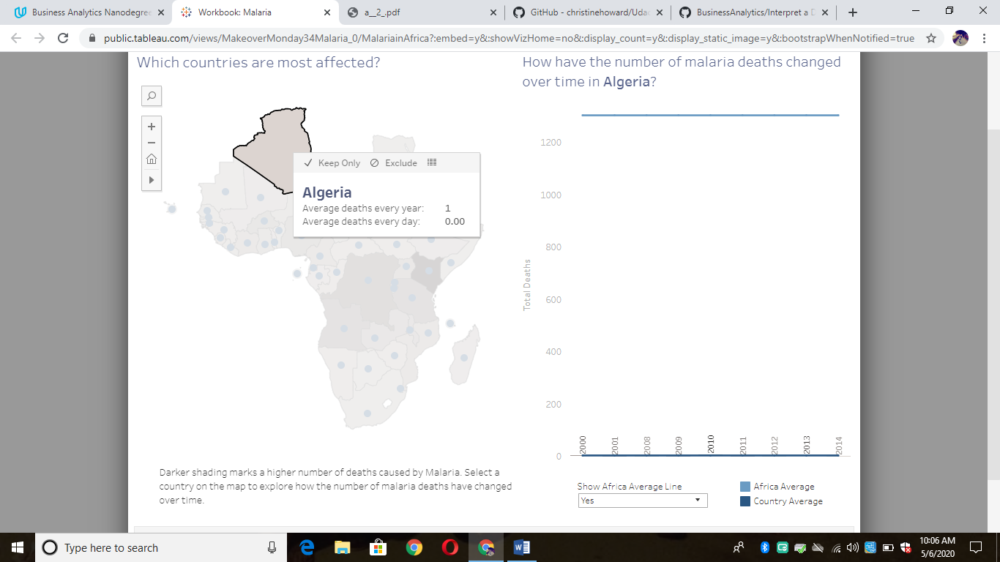 Business Analytics Nanodegree
Workbook: Malaria
a__2_.pdf
GitHub - christinehoward/Udac
BusinessAnalytics/Interpret a D
public.tableau.com/views/MakeoverMonday34Malaria_0/MalariainAfrica?:embed=y&:showVizHome=no&:display_count=y&:display_static_image=y&:bootstrapWhenNotified=true
Which countries are most affected?
How have the number of malaria deaths changed
over time in Algeria?
Keep Only
Exclude
Algeria
Average deaths every year: 1
Average deaths every day: 0.00
Total Deaths
1200
1000
800
600
400
200
0
2000
2001
2008
2009
2010
2011
2012
2013
2014
Darker shading marks a higher number of deaths caused by Malaria. Select a
country on the map to explore how the number of malaria deaths have changed
over time.
Show Africa Average Line
Yes
Africa Average
Country Average
Type here to search
10:06 AM
5/6/2020